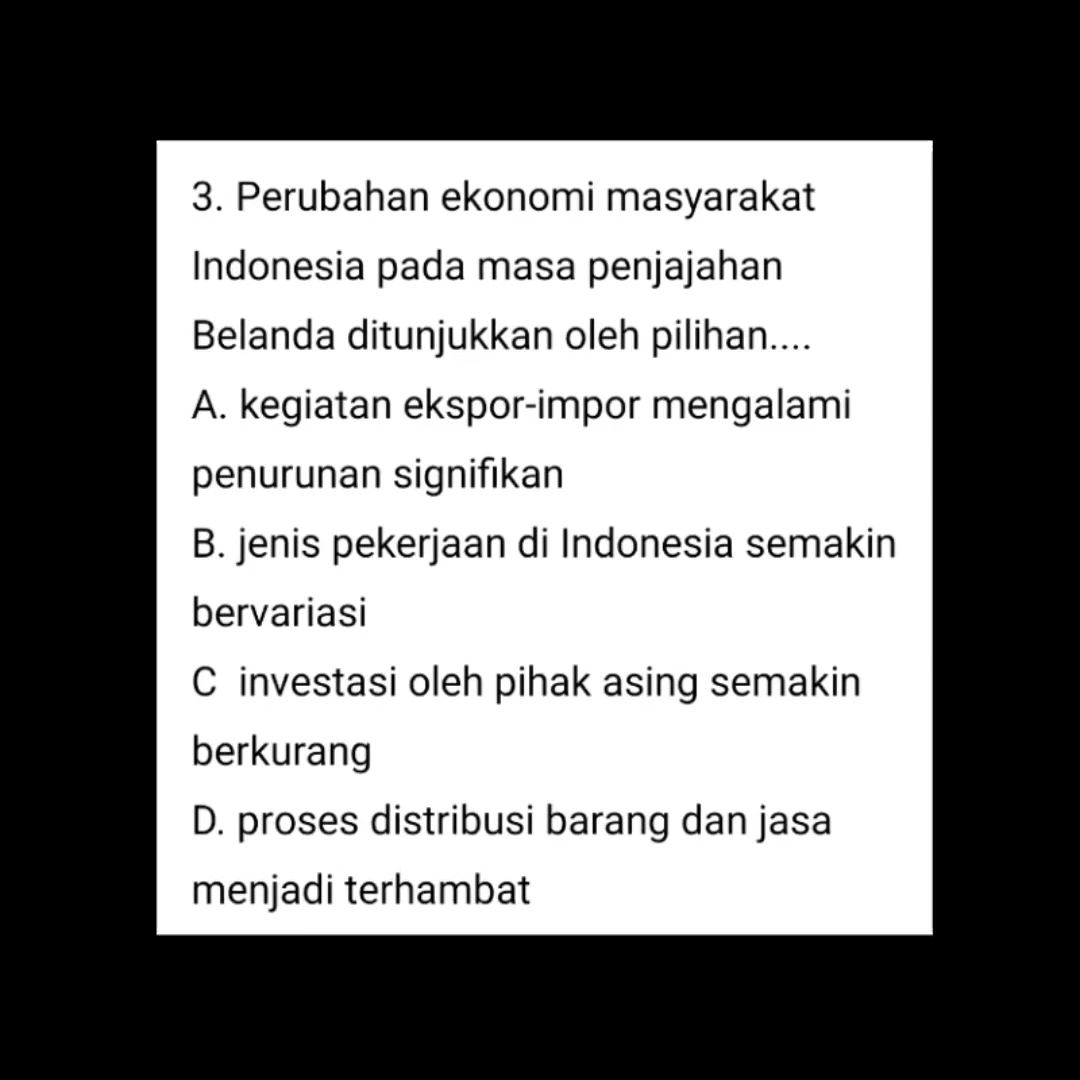 3. Perubahan ekonomi masyarakat
Indonesia pada masa penjajahan
Belanda ditunjukkan oleh pilihan....
A. kegiatan ekspor-impor mengalami
penurunan signifikan
B. jenis pekerjaan di Indonesia semakin
bervariasi
C  investasi oleh pihak asing semakin
berkurang
D. proses distribusi barang dan jasa
menjadi terhambat